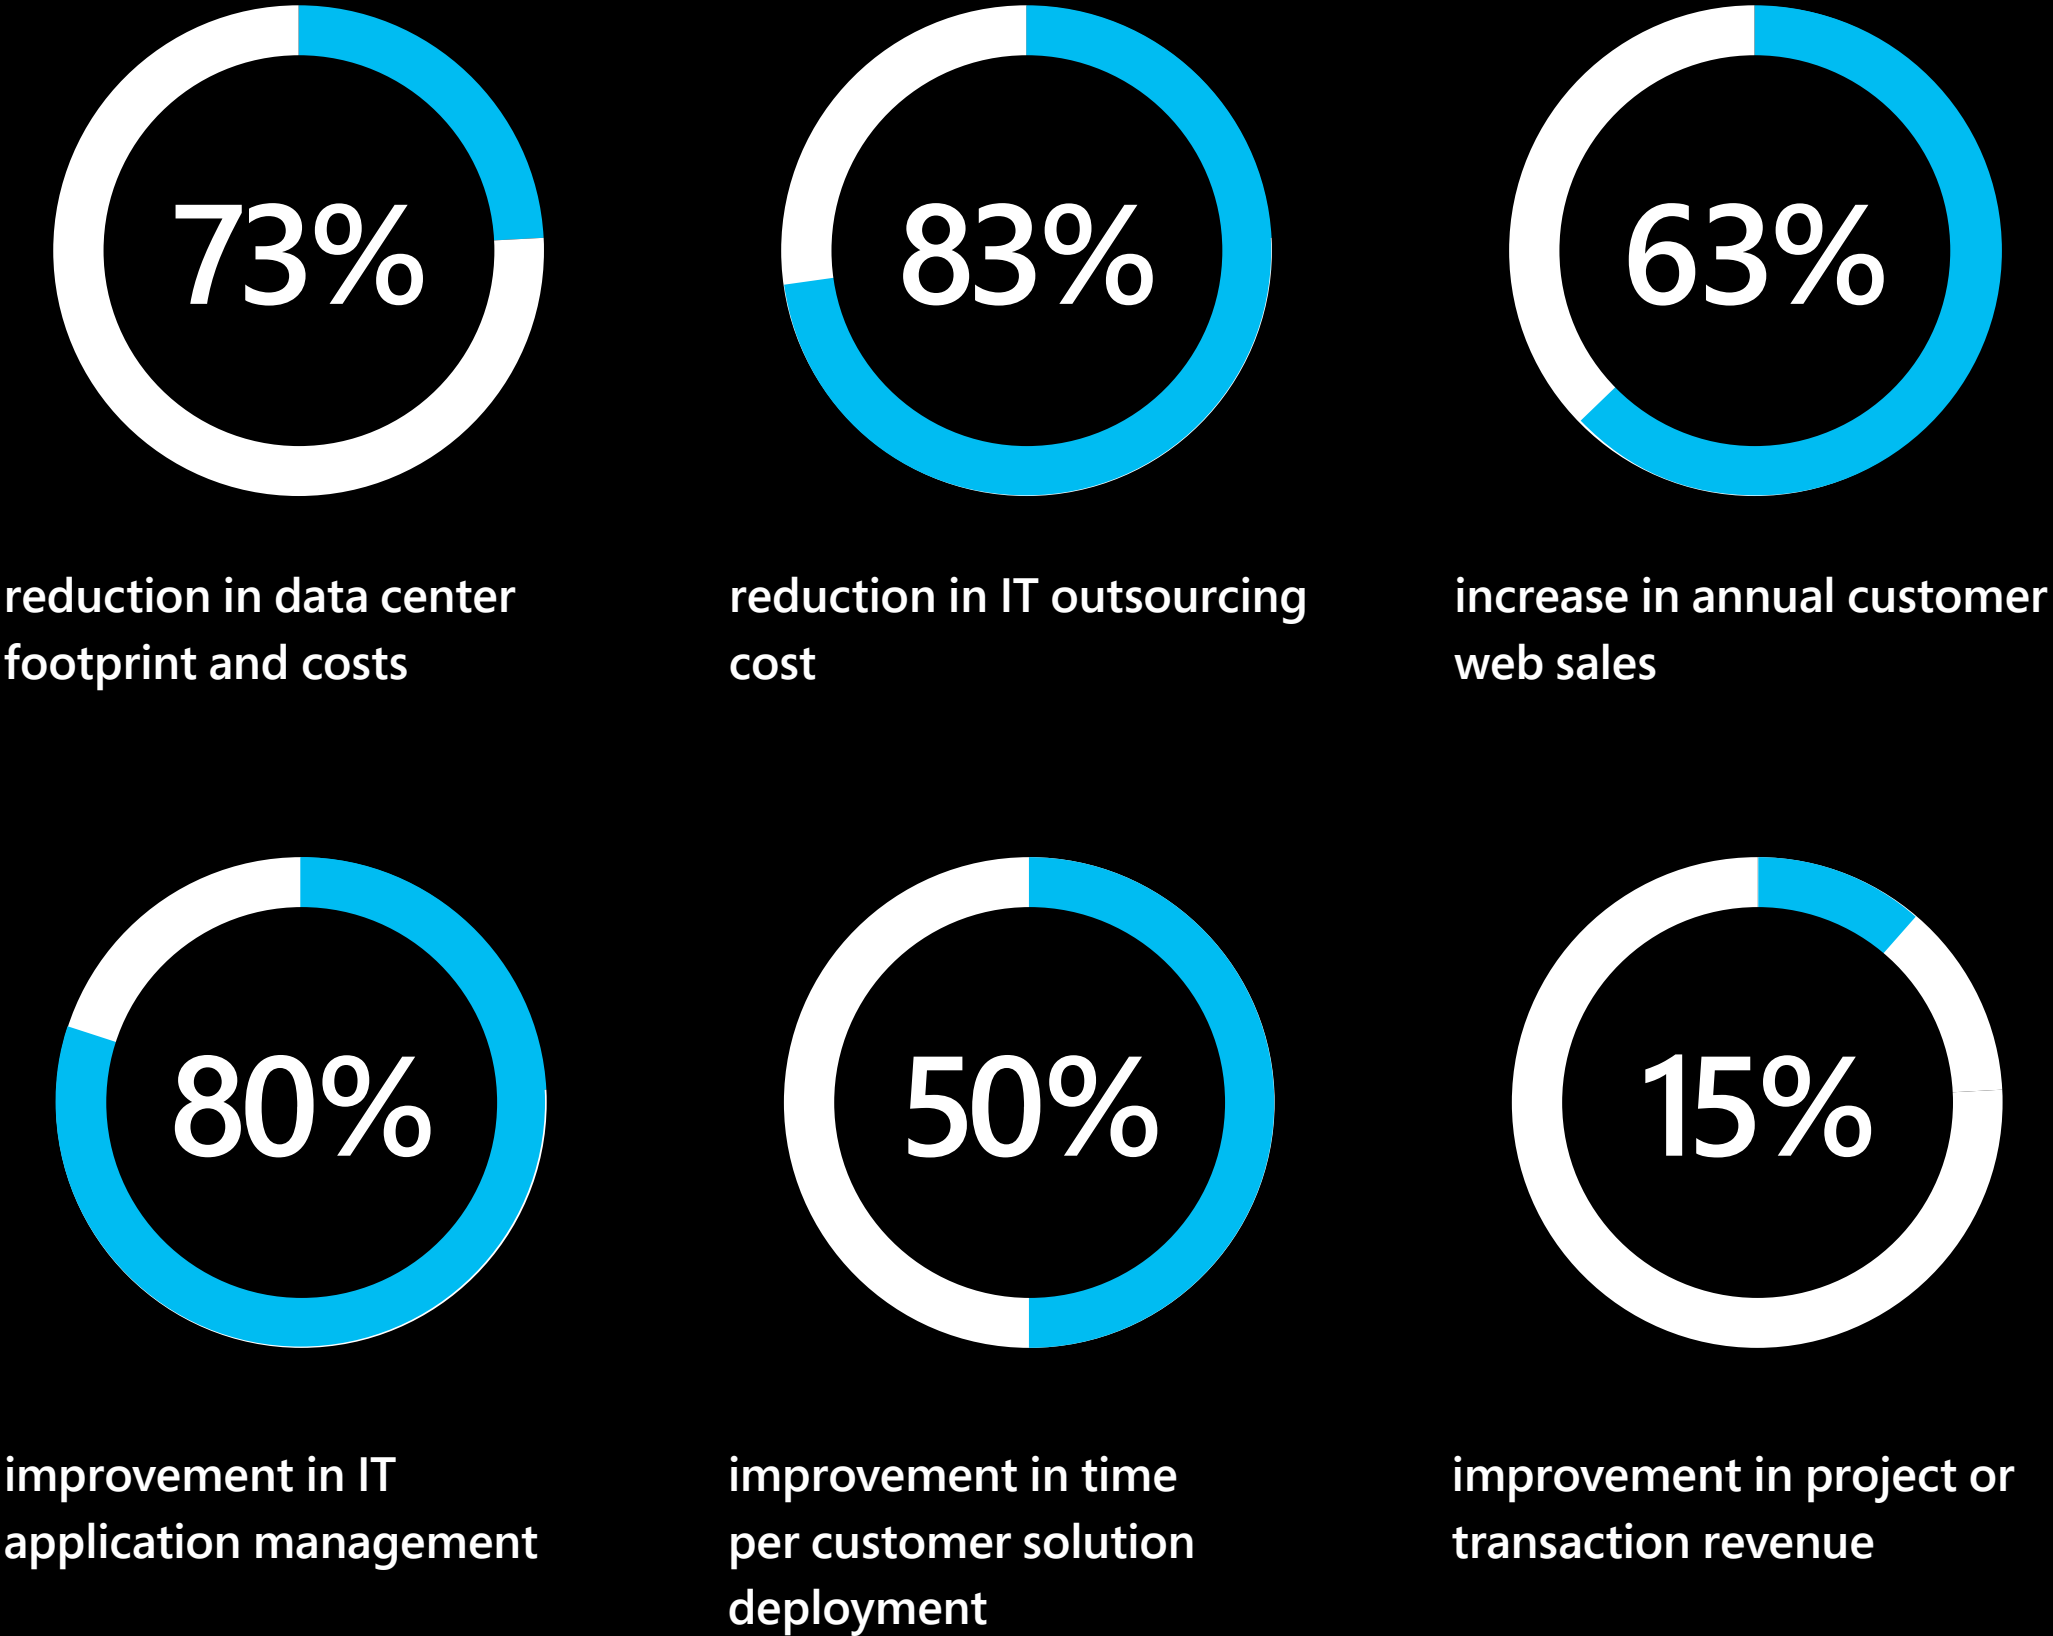 73%
83%
63%
reduction in data center
footprint and costs
reduction in IT outsourcing
cost
increase in annual customer
web sales
80%
50%
15%
improvement in IT
application management
improvement in time
per customer solution
deployment
improvement in project or
transaction revenue